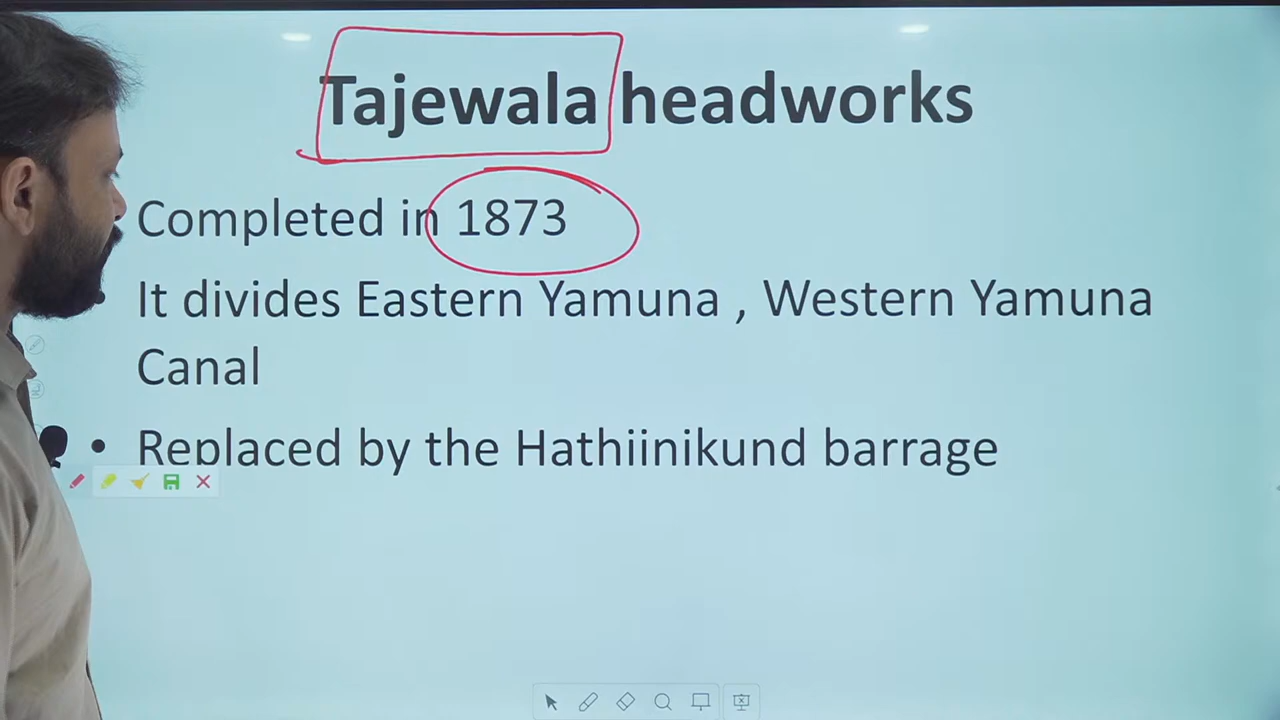 Tajewala headworks
Completed in 1873
It divides Eastern Yamuna , Western Yamuna
Canal
• Replaced by the Hathiinikund barrage